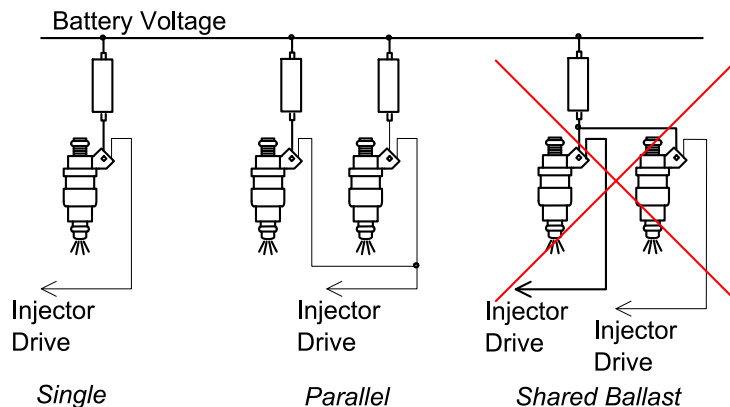 Battery Voltage
Injector
Drive
Injector
Drive
Injector
Drive
Injector
Drive
Single
Parallel
Shared Ballast